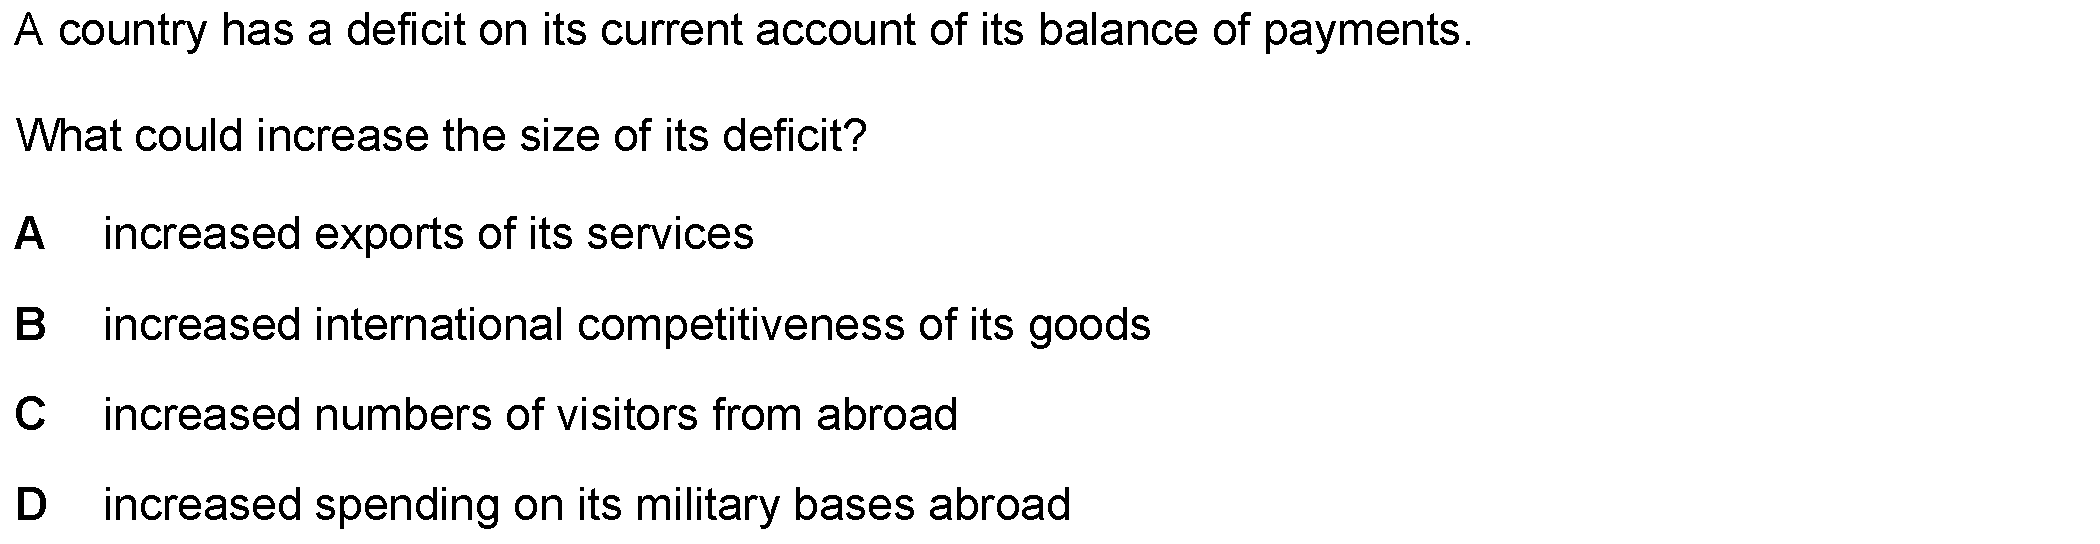 A country has a deficit on its current account of its balance of payments.
What could increase the size of its deficit?
A increased exports of its services
B increased international competitiveness of its goods
C increased numbers of visitors from abroad
D increased spending on its military bases abroad